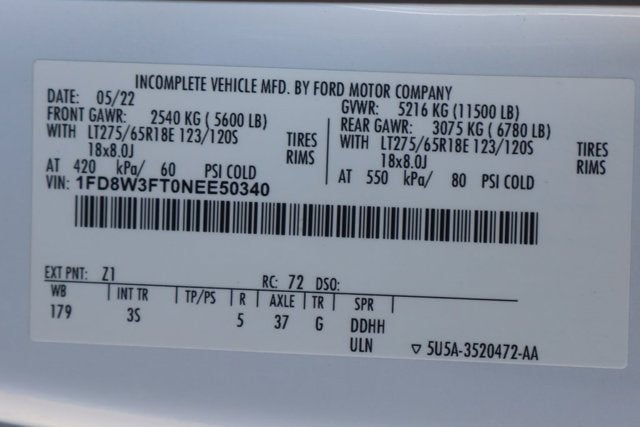 INCOMPLETE VEHICLE MFD. BY FORD MOTOR COMPANY
DATE: 05/22 GVWR: 5216 KG (11500 LB)
FRONT GAWR: 2540 KG (5600 LB) REAR GAWR: 3075 KG (6780 LB)
WITH LT275/65R18E 123/120S TIRES WITH LT275/65R18E 123/120S TIRES
18x8.0J RIMS 18x8.0J RIMS
AT 420 kPa/ 60 PSI COLD AT 550 kPa/ 80 PSI COLD
VIN: 1FD8W3FT0NEE50340
EXT PNT: Z1 RC: 72 DSO:
WB | INT TR | TP/PS | R | AXLE | TR | SPR |
179 3S 5 37 G DDHH
ULN ▽ 5U5A-3520472-AA